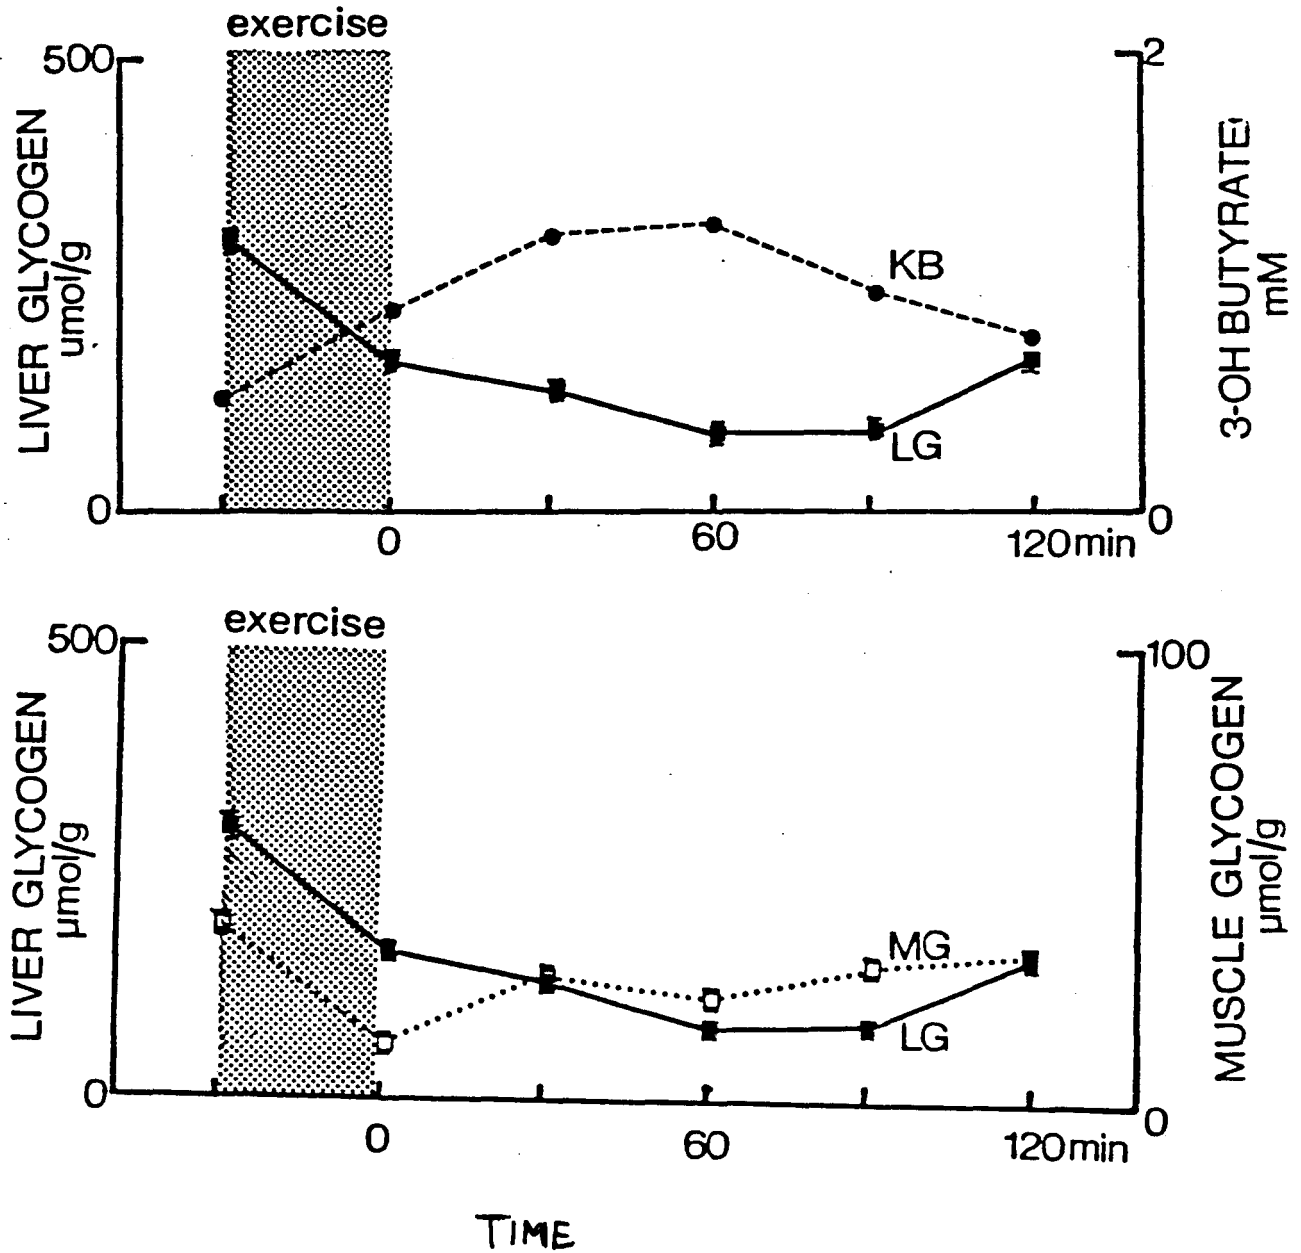 exercise
500
2
LIVER GLYCOGEN
µmol/g
3-OH BUTYRATE
mM
KB
LG
0
0
0
60
120min
exercise
500
100
LIVER GLYCOGEN
µmol/g
MUSCLE GLYCOGEN
µmol/g
MG
LG
0
0
0
60
120min
TIME